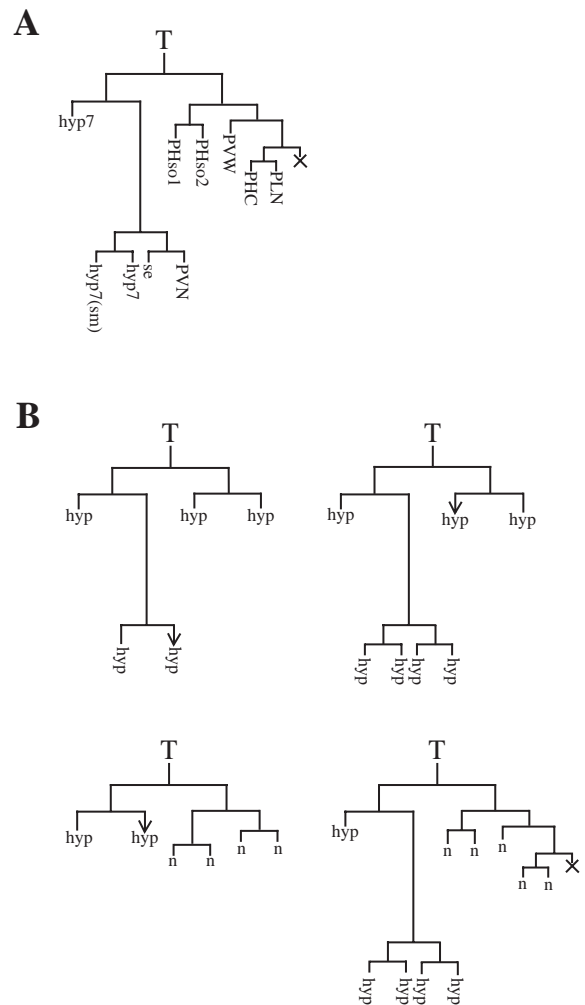 A
T
hyp7
PHso1 PHso2 PVW PHC PLN
hyp7(sm) hyp7 se PVN
B
T
hyp hyp hyp
hyp hyp
T
hyp hyp hyp
hyp hyp hyp hyp
T
hyp hyp n n n n
T
hyp n n n n n
hyp hyp hyp hyp